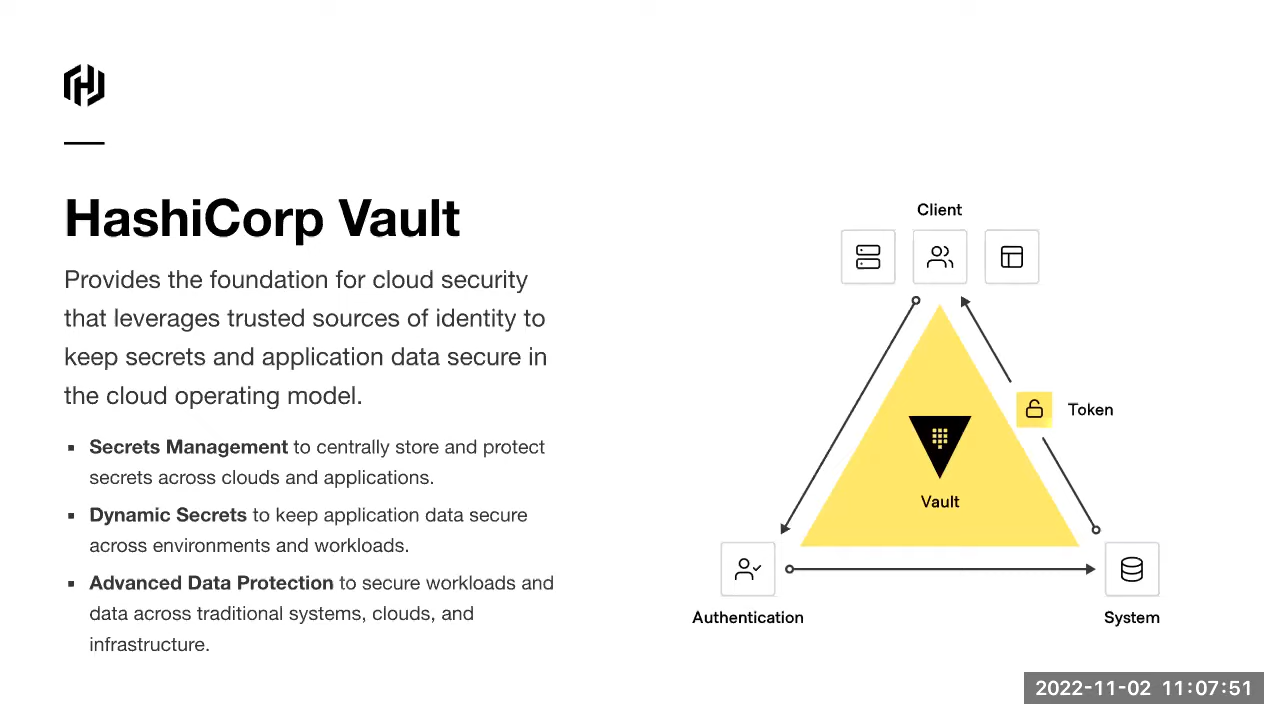 HashiCorp Vault
Provides the foundation for cloud security
that leverages trusted sources of identity to
keep secrets and application data secure in
the cloud operating model.
▪ Secrets Management to centrally store and protect
secrets across clouds and applications.
▪ Dynamic Secrets to keep application data secure
across environments and workloads.
▪ Advanced Data Protection to secure workloads and
data across traditional systems, clouds, and
infrastructure.
Client
Token
Vault
Authentication
System
2022-11-02 11:07:51